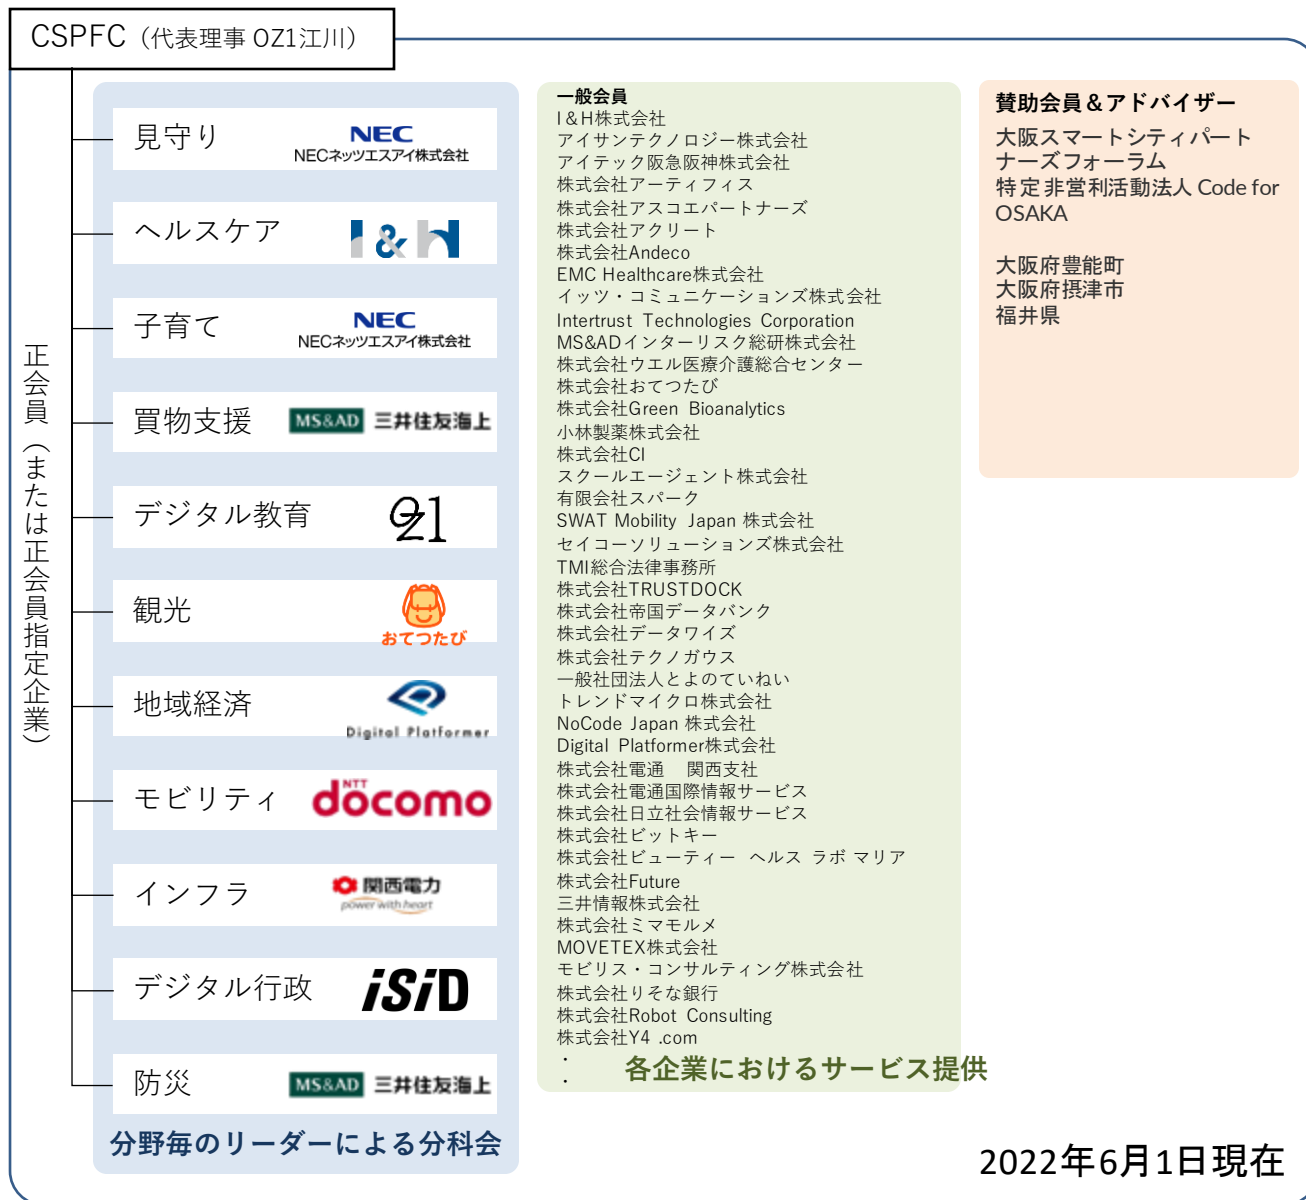 CSPFC（代表理事 OZ1江川）
正会員（または正会員指定企業）
見守り
NEC
NECネッツエスアイ株式会社
ヘルスケア
I&H
子育て
NEC
NECネッツエスアイ株式会社
買物支援
MS&AD 三井住友海上
デジタル教育
OZ1
観光
おてつたび
地域経済
Digital Platformer
モビリティ
NTT
docomo
インフラ
関西電力
power with heart
デジタル行政
iSiD
防災
MS&AD 三井住友海上
分野毎のリーダーによる分科会
一般会員
I＆H株式会社
アイサンテクノロジー株式会社
アイテック阪急阪神株式会社
株式会社アーティフィス
株式会社アスコエパートナーズ
株式会社アクリート
株式会社Andeco
EMC Healthcare株式会社
イッツ・コミュニケーションズ株式会社
Intertrust Technologies Corporation
MS&ADインターリスク総研株式会社
株式会社ウエル医療介護総合センター
株式会社おてつたび
株式会社Green Bioanalytics
小林製薬株式会社
株式会社CI
スクールエージェント株式会社
有限会社スパーク
SWAT Mobility Japan 株式会社
セイコーソリューションズ株式会社
TMI総合法律事務所
株式会社TRUSTDOCK
株式会社帝国データバンク
株式会社データワイズ
株式会社テクノガウス
一般社団法人とよのていねい
トレンドマイクロ株式会社
NoCode Japan 株式会社
Digital Platformer株式会社
株式会社電通　関西支社
株式会社電通国際情報サービス
株式会社日立社会情報サービス
株式会社ビットキー
株式会社ビューティー ヘルス ラボ マリア
株式会社Future
三井情報株式会社
株式会社ミマモルメ
MOVETEX株式会社
モビリス・コンサルティング株式会社
株式会社りそな銀行
株式会社Robot Consulting
株式会社Y4 .com
・
・
各企業におけるサービス提供
賛助会員＆アドバイザー
大阪スマートシティパート
ナーズフォーラム
特定非営利活動法人 Code for
OSAKA
大阪府豊能町
大阪府摂津市
福井県
2022年6月1日現在